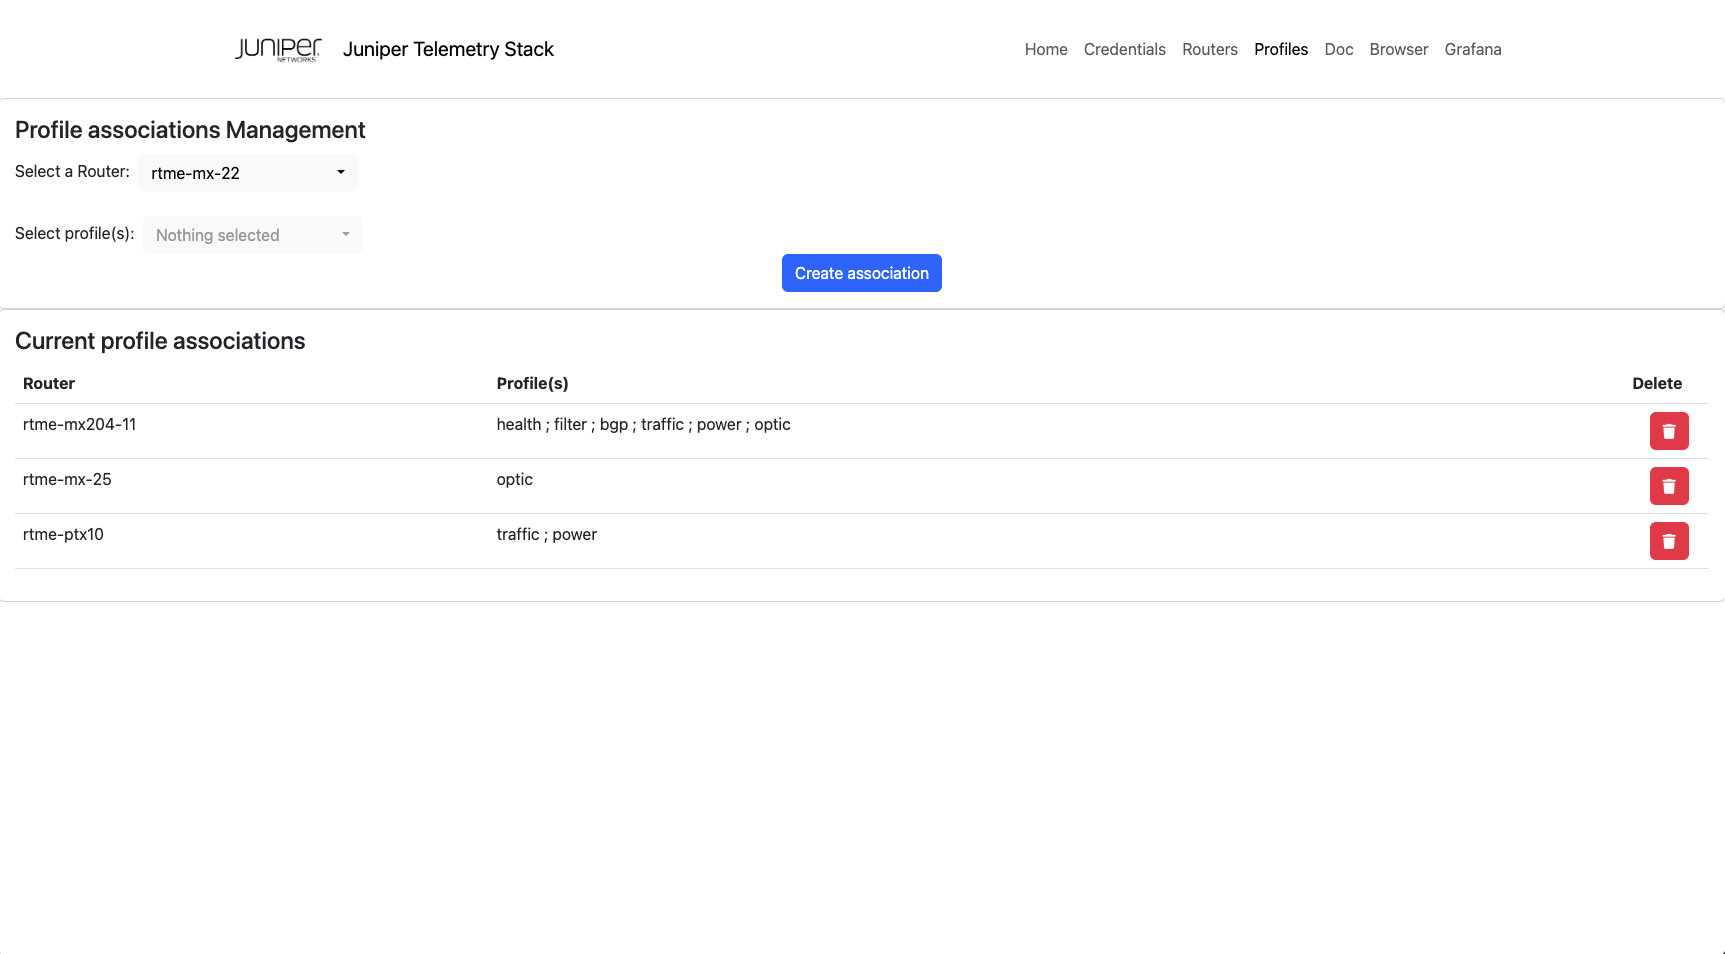 JUNIPER NETWORKS Juniper Telemetry Stack Home Credentials Routers Profiles Doc Browser Grafana
Profile associations Management
Select a Router: rtme-mx-22
Select profile(s): Nothing selected
Create association
Current profile associations
Router Profile(s) Delete
rtme-mx204-11 health ; filter ; bgp ; traffic ; power ; optic
rtme-mx-25 optic
rtme-ptx10 traffic ; power